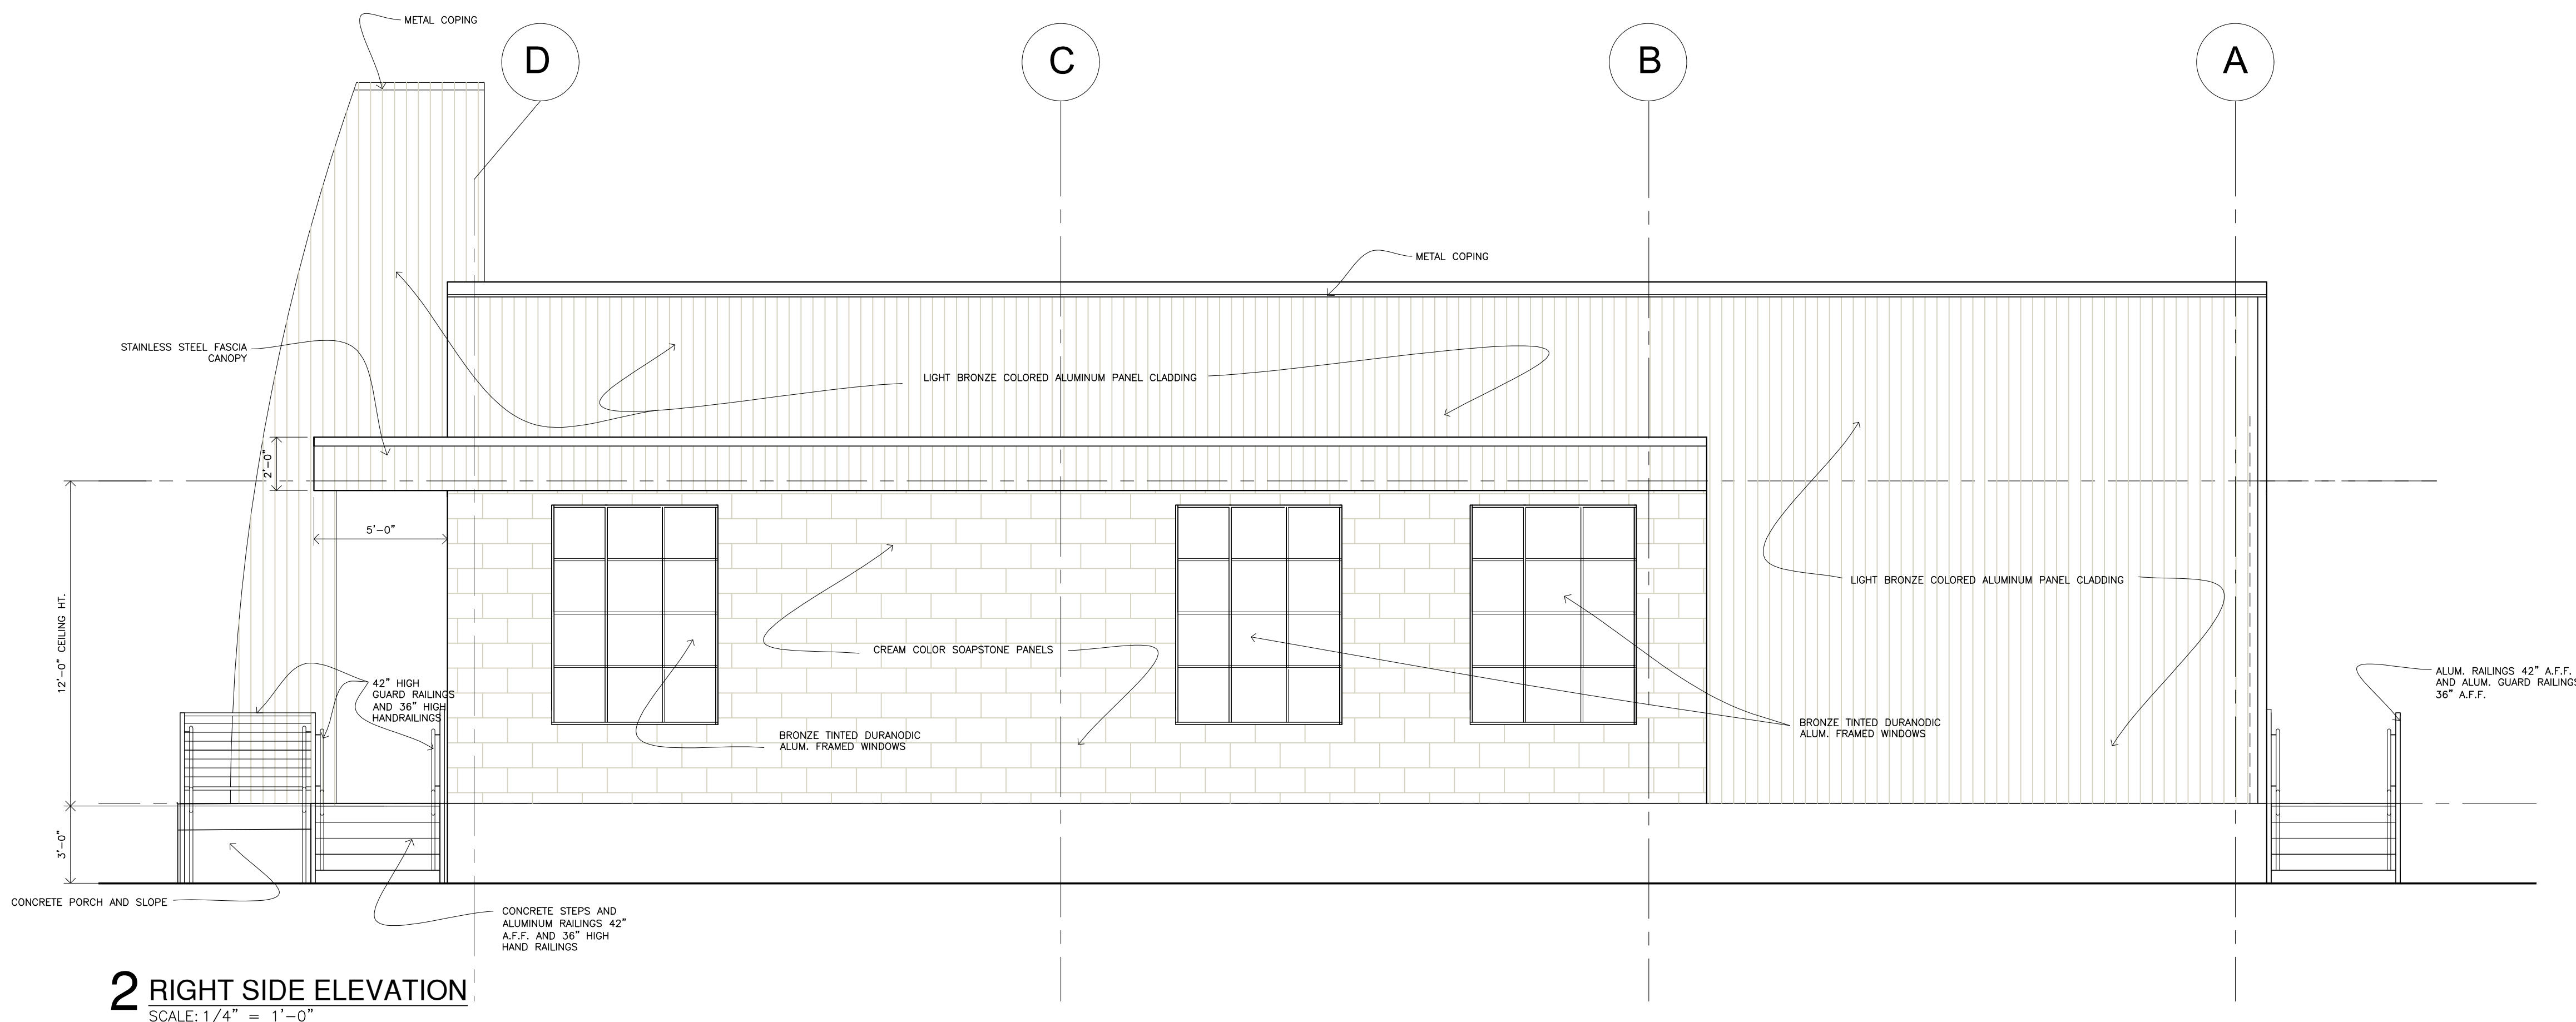 METAL COPING
D
C
B
A
METAL COPING
STAINLESS STEEL FASCIA
CANOPY
LIGHT BRONZE COLORED ALUMINUM PANEL CLADDING
2'-0"
5'-0"
12'-0" CEILING HT.
LIGHT BRONZE COLORED ALUMINUM PANEL CLADDING
CREAM COLOR SOAPSTONE PANELS
42" HIGH
GUARD RAILINGS
AND 36" HIGH
HANDRAILINGS
ALUM. RAILINGS 42" A.F.F.
AND ALUM. GUARD RAILINGS
36" A.F.F.
BRONZE TINTED DURANODIC
ALUM. FRAMED WINDOWS
BRONZE TINTED DURANODIC
ALUM. FRAMED WINDOWS
3'-0"
CONCRETE PORCH AND SLOPE
CONCRETE STEPS AND
ALUMINUM RAILINGS 42"
A.F.F. AND 36" HIGH
HAND RAILINGS
2 RIGHT SIDE ELEVATION
SCALE: 1/4" = 1'-0"